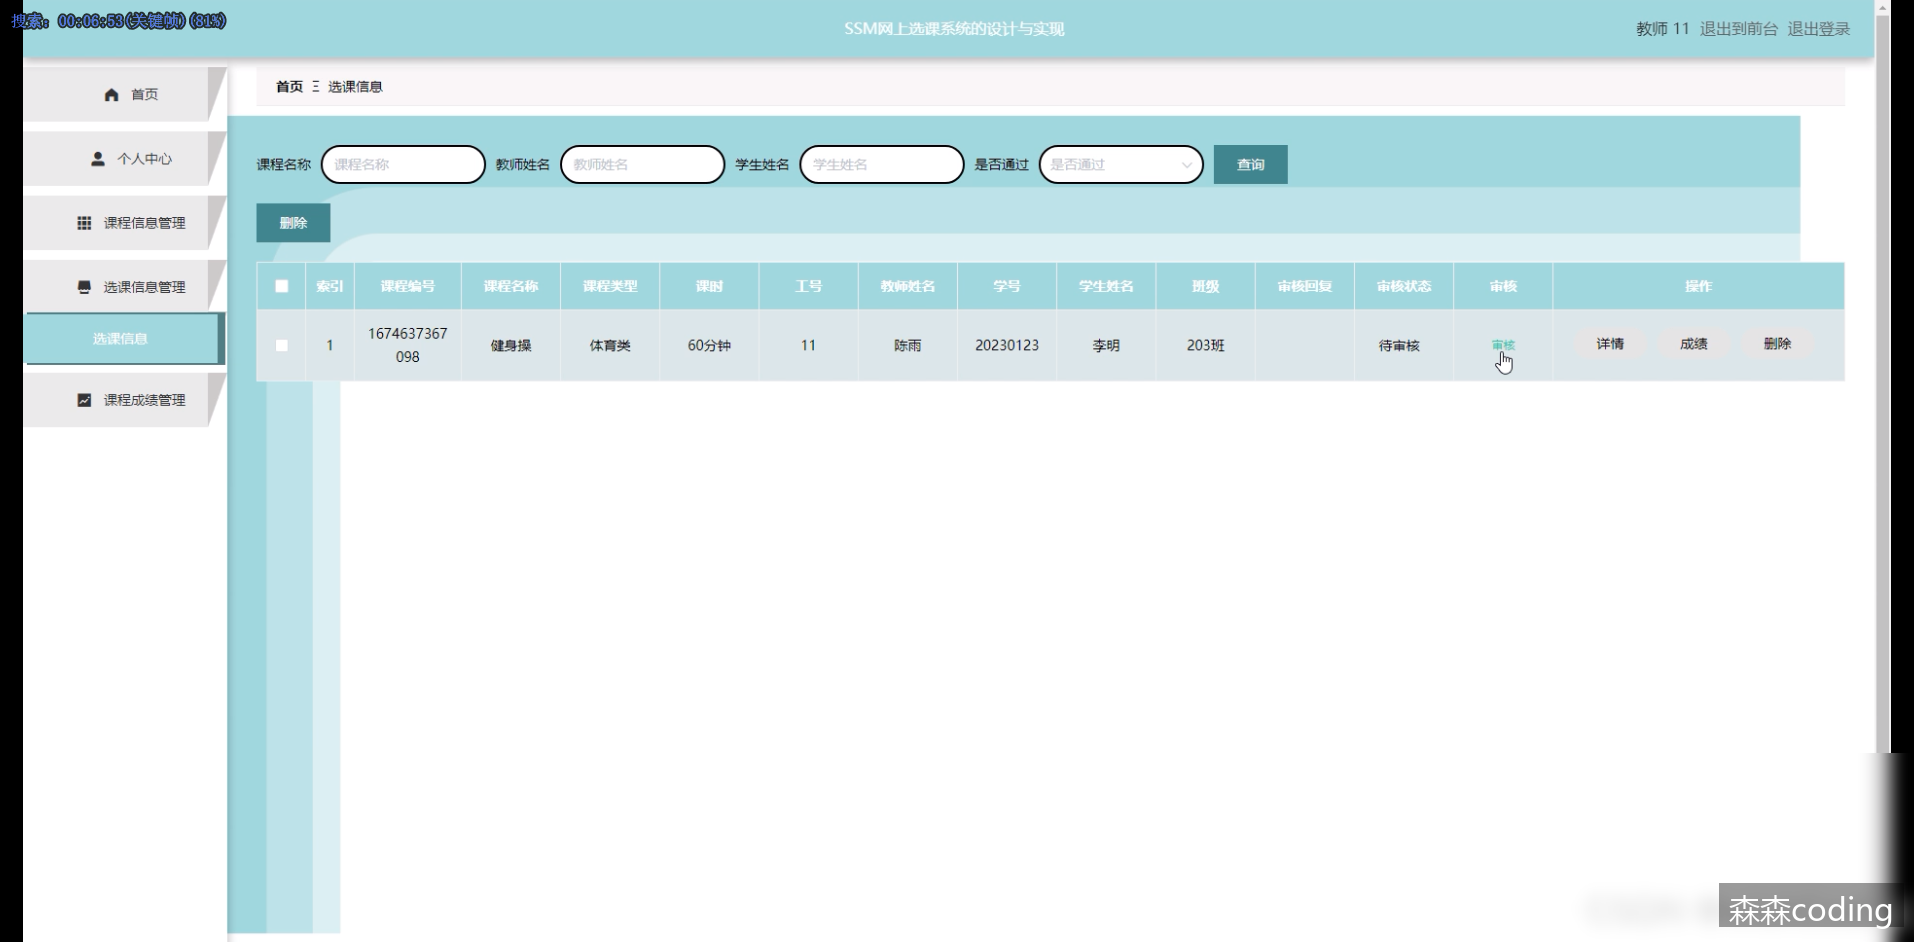 搜索: 00:06:53(关键帧) (81%)
SSM网上选课系统的设计与实现
教师 11 退出到前台 退出登录
首页
个人中心
课程信息管理
选课信息管理
选课信息
课程成绩管理
首页 Ξ 选课信息
课程名称 课程名称 教师姓名 教师姓名 学生姓名 学生姓名 是否通过 是否通过 查询
删除
索引 课程编号 课程名称 课程类型 课时 工号 教师姓名 学号 学生姓名 班级 审核回复 审核状态 审核 操作
1 1674637367 健身操 体育类 60分钟 11 陈雨 20230123 李明 203班 待审核 审核 详情 成绩 删除
098
森森coding